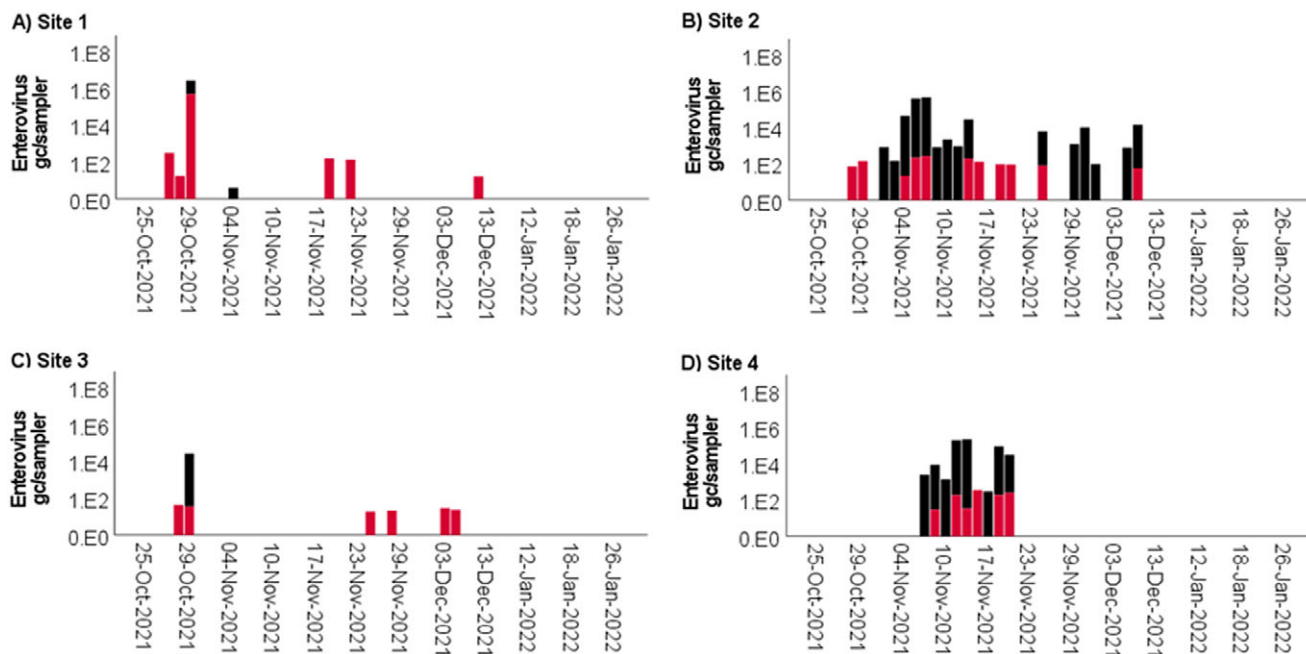 A) Site 1
Enterovirus
gc/sampler
1.E8
1.E6
1.E4
1.E2
0.E0
25-Oct-2021
29-Oct-2021
04-Nov-2021
10-Nov-2021
17-Nov-2021
23-Nov-2021
29-Nov-2021
03-Dec-2021
13-Dec-2021
12-Jan-2022
18-Jan-2022
26-Jan-2022
B) Site 2
Enterovirus
gc/sampler
1.E8
1.E6
1.E4
1.E2
0.E0
25-Oct-2021
29-Oct-2021
04-Nov-2021
10-Nov-2021
17-Nov-2021
23-Nov-2021
29-Nov-2021
03-Dec-2021
13-Dec-2021
12-Jan-2022
18-Jan-2022
26-Jan-2022
C) Site 3
Enterovirus
gc/sampler
1.E8
1.E6
1.E4
1.E2
0.E0
25-Oct-2021
29-Oct-2021
04-Nov-2021
10-Nov-2021
17-Nov-2021
23-Nov-2021
29-Nov-2021
03-Dec-2021
13-Dec-2021
12-Jan-2022
18-Jan-2022
26-Jan-2022
D) Site 4
Enterovirus
gc/sampler
1.E8
1.E6
1.E4
1.E2
0.E0
25-Oct-2021
29-Oct-2021
04-Nov-2021
10-Nov-2021
17-Nov-2021
23-Nov-2021
29-Nov-2021
03-Dec-2021
13-Dec-2021
12-Jan-2022
18-Jan-2022
26-Jan-2022